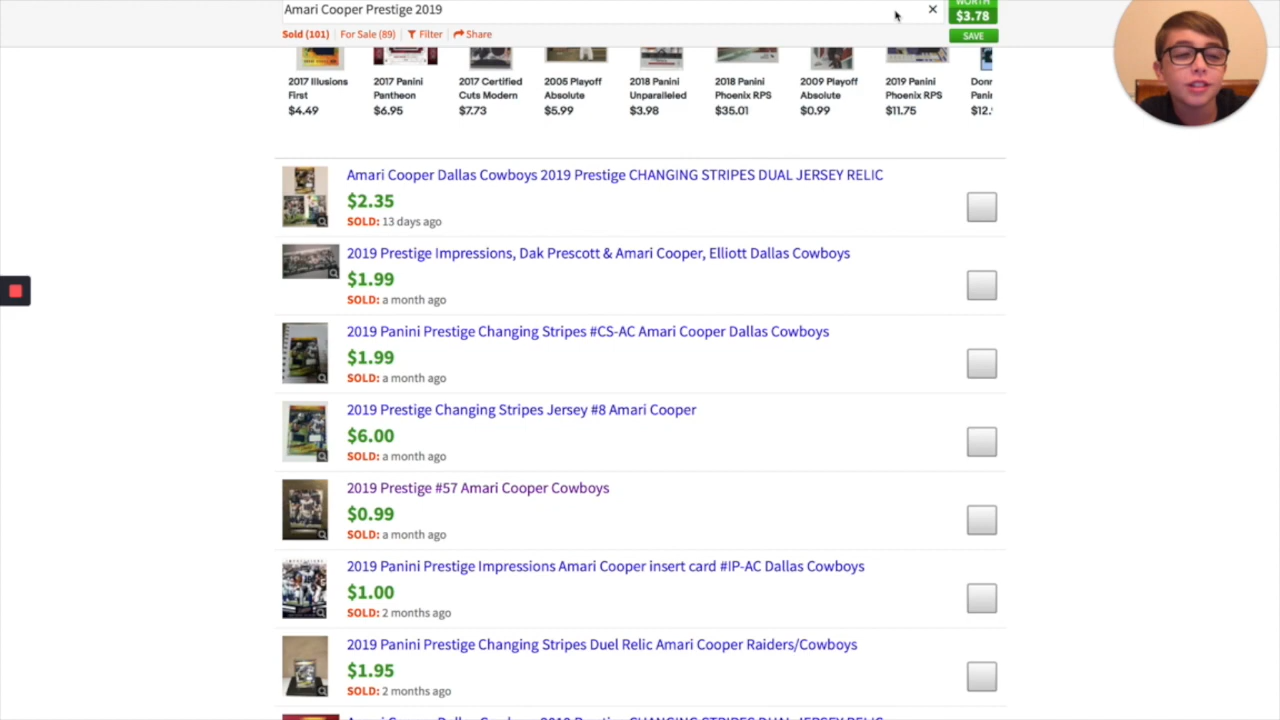 Amari Cooper Prestige 2019
WORTH
$3.78
Sold (101) For Sale (89) Filter Share
SAVE
2017 Illusions First $4.49
2017 Panini Pantheon $6.95
2017 Certified Cuts Modern $7.73
2005 Playoff Absolute $5.99
2018 Panini Unparalleled $3.98
2018 Panini Phoenix RPS $35.01
2009 Playoff Absolute $0.99
2019 Panini Phoenix RPS $11.75
Amari Cooper Dallas Cowboys 2019 Prestige CHANGING STRIPES DUAL JERSEY RELIC
$2.35
SOLD: 13 days ago
2019 Prestige Impressions, Dak Prescott & Amari Cooper, Elliott Dallas Cowboys
$1.99
SOLD: a month ago
2019 Panini Prestige Changing Stripes #CS-AC Amari Cooper Dallas Cowboys
$1.99
SOLD: a month ago
2019 Prestige Changing Stripes Jersey #8 Amari Cooper
$6.00
SOLD: a month ago
2019 Prestige #57 Amari Cooper Cowboys
$0.99
SOLD: a month ago
2019 Panini Prestige Impressions Amari Cooper insert card #IP-AC Dallas Cowboys
$1.00
SOLD: 2 months ago
2019 Panini Prestige Changing Stripes Duel Relic Amari Cooper Raiders/Cowboys
$1.95
SOLD: 2 months ago